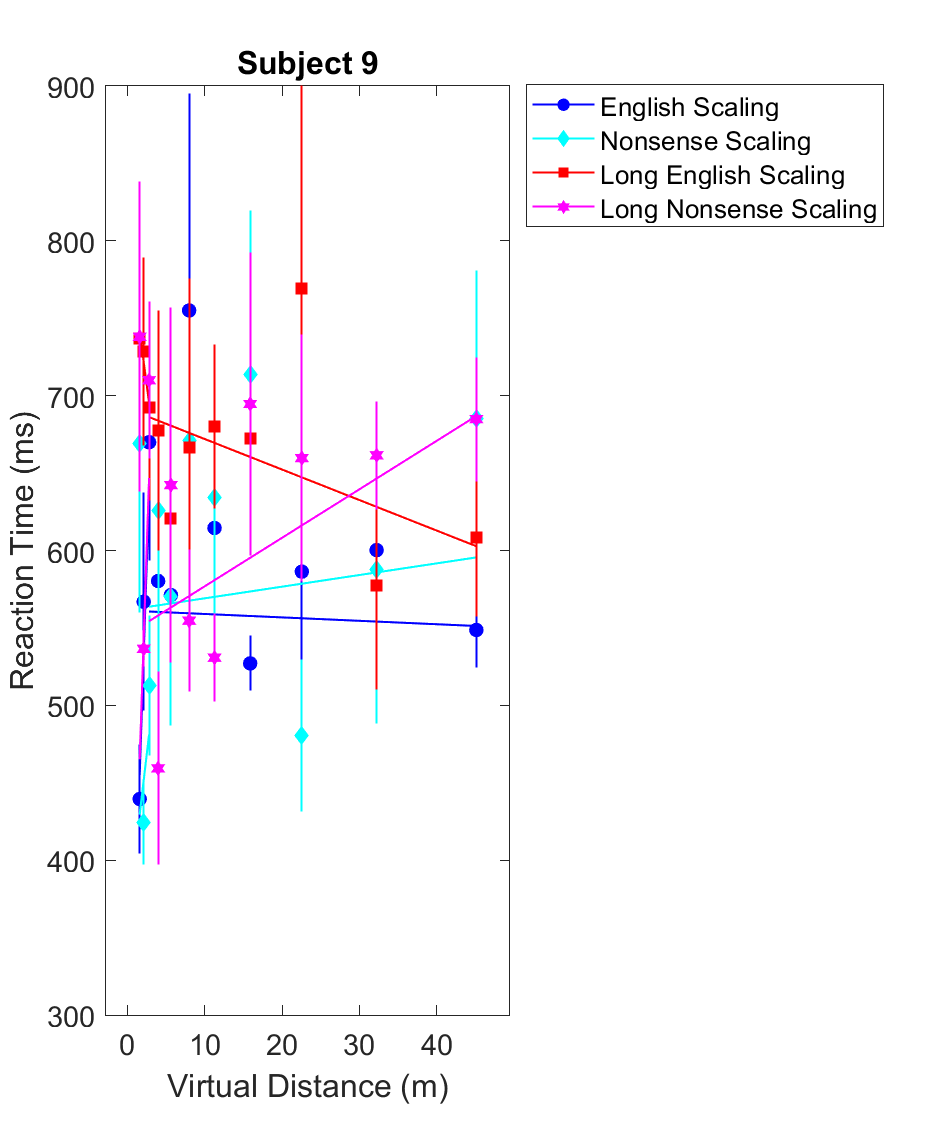 Subject 9
900
800
700
600
500
400
300
0 10 20 30 40
Virtual Distance (m)
Reaction Time (ms)
English Scaling
Nonsense Scaling
Long English Scaling
Long Nonsense Scaling